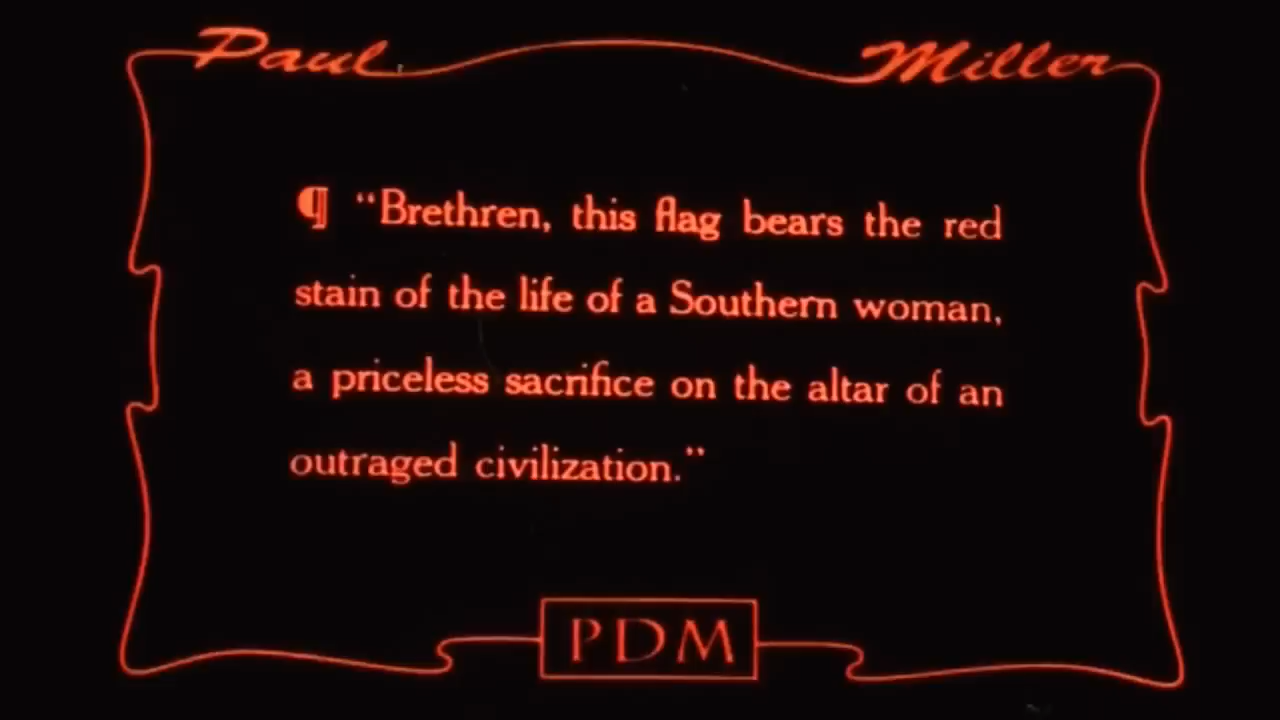 Paul Miller
¶ “Brethren, this flag bears the red
stain of the life of a Southern woman,
a priceless sacrifice on the altar of an
outraged civilization.”
PDM